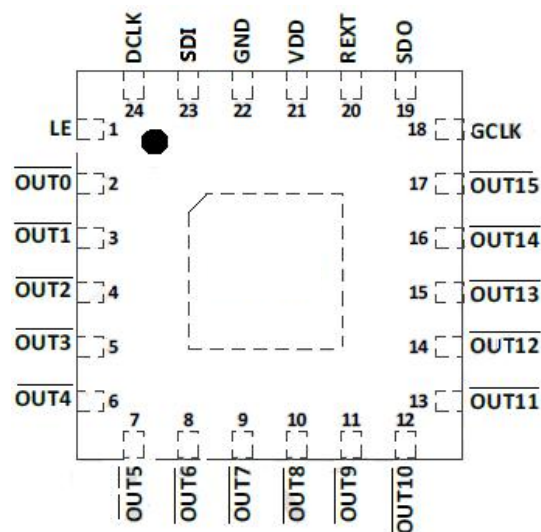 DCLK SDI GND VDD REXT SDO
24 23 22 21 20 19
LE 1 18 GCLK
OUT0 2 17 OUT15
OUT1 3 16 OUT14
OUT2 4 15 OUT13
OUT3 5 14 OUT12
OUT4 6 13 OUT11
7 8 9 10 11 12
OUT5 OUT6 OUT7 OUT8 OUT9 OUT10